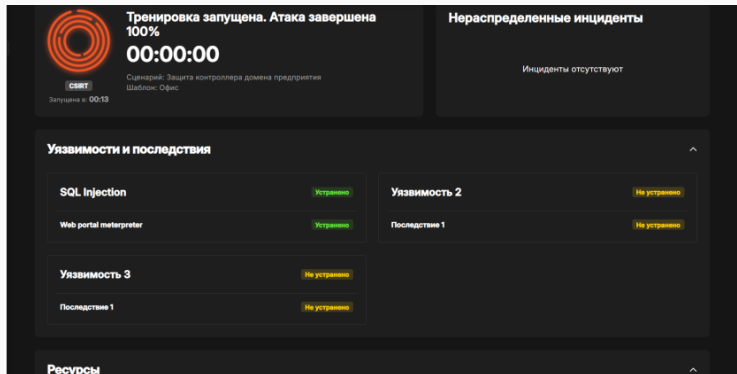 Тренировка запущена. Атака завершена
100%
00:00:00
Сценарий: Защита контроллера домена предприятия
Шаблон: Офис
CSIRT
Запущена в: 00:13
Нераспределенные инциденты
Инциденты отсутствуют
Уязвимости и последствия
SQL Injection Устранено
Web portal meterpreter Устранено
Уязвимость 2 Не устранено
Последствие 1 Не устранено
Уязвимость 3 Не устранено
Последствие 1 Не устранено
Ресурсы